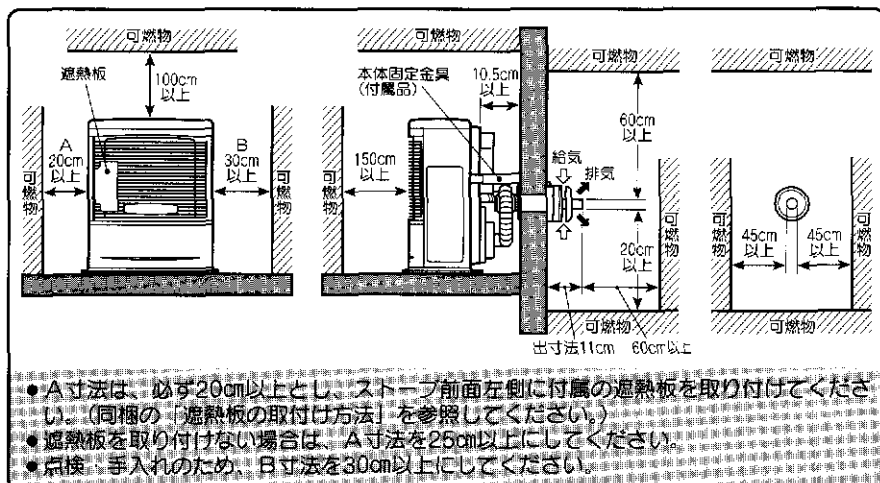 可燃物
可燃物
可燃物
可燃物
遮熱板
100cm
以上
本体固定金具
(付属品)
10.5cm
以上
A
20cm
以上
B
30cm
以上
可燃物
可燃物
可燃物
150cm
以上
60cm
以上
給気
排気
20cm
以上
可燃物
可燃物
可燃物
45cm
以上
45cm
以上
可燃物
可燃物
出寸法11cm
60cm以上
●A寸法は、必ず20cm以上とし、ストーブ前面左側に付属の遮熱板を取り付けてくださ
い。(同梱の「遮熱板の取付け方法」を参照してください。)
●遮熱板を取り付けない場合は、A寸法を25cm以上にしてください。
●点検・手入れのため、B寸法を30cm以上にしてください。